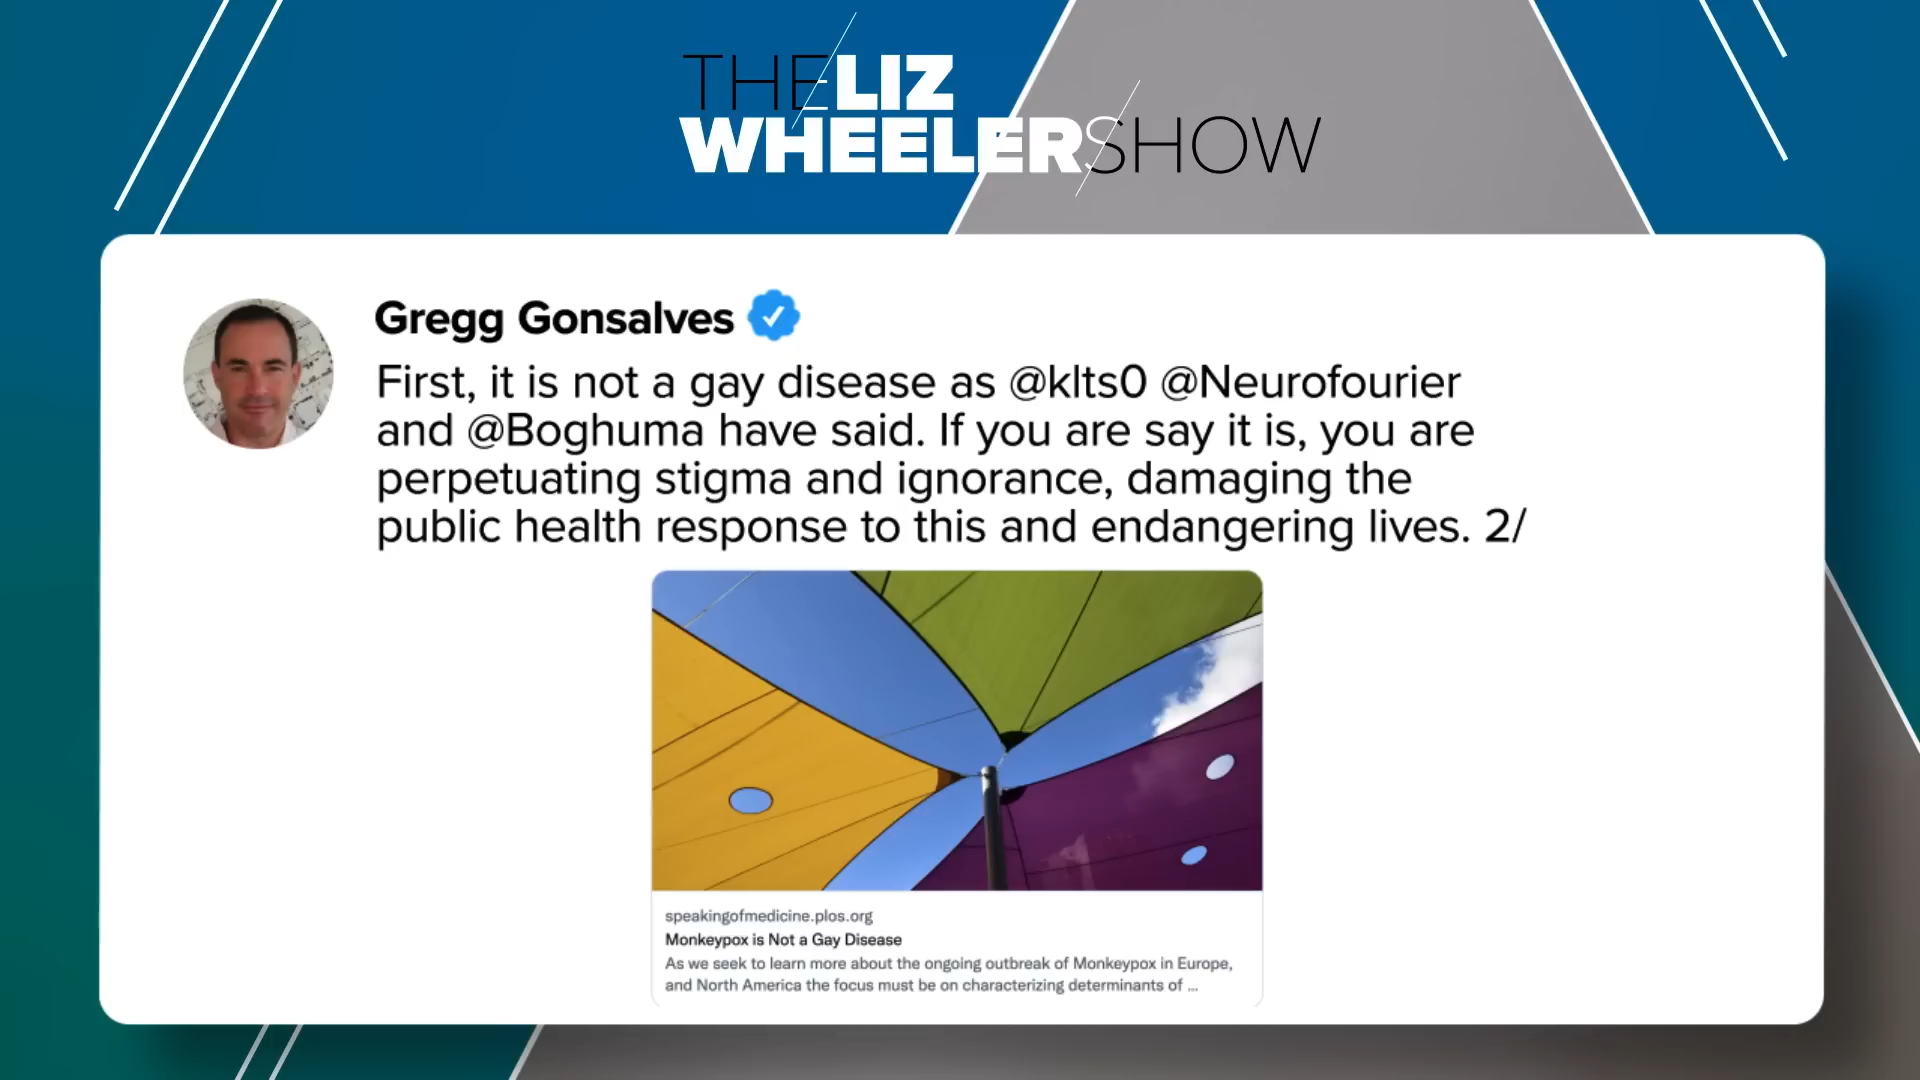 THE LIZ
WHEELER SHOW
Gregg Gonsalves
First, it is not a gay disease as @klts0 @Neurofourier
and @Boghuma have said. If you are say it is, you are
perpetuating stigma and ignorance, damaging the
public health response to this and endangering lives. 2/
speakingofmedicine.plos.org
Monkeypox is Not a Gay Disease
As we seek to learn more about the ongoing outbreak of Monkeypox in Europe,
and North America the focus must be on characterizing determinants of ...